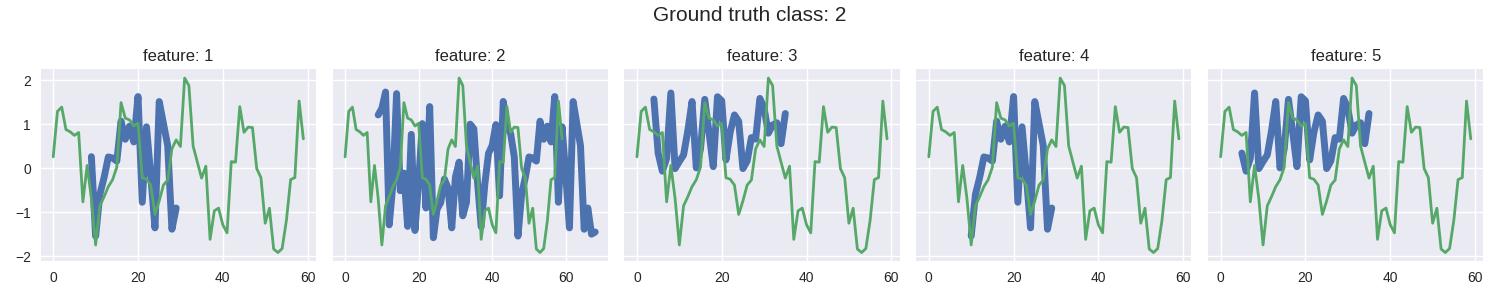 Ground truth class: 2
feature: 1 feature: 2 feature: 3 feature: 4 feature: 5
2
1
0
−1
−2
0 20 40 60 0 20 40 60 0 20 40 60 0 20 40 60 0 20 40 60